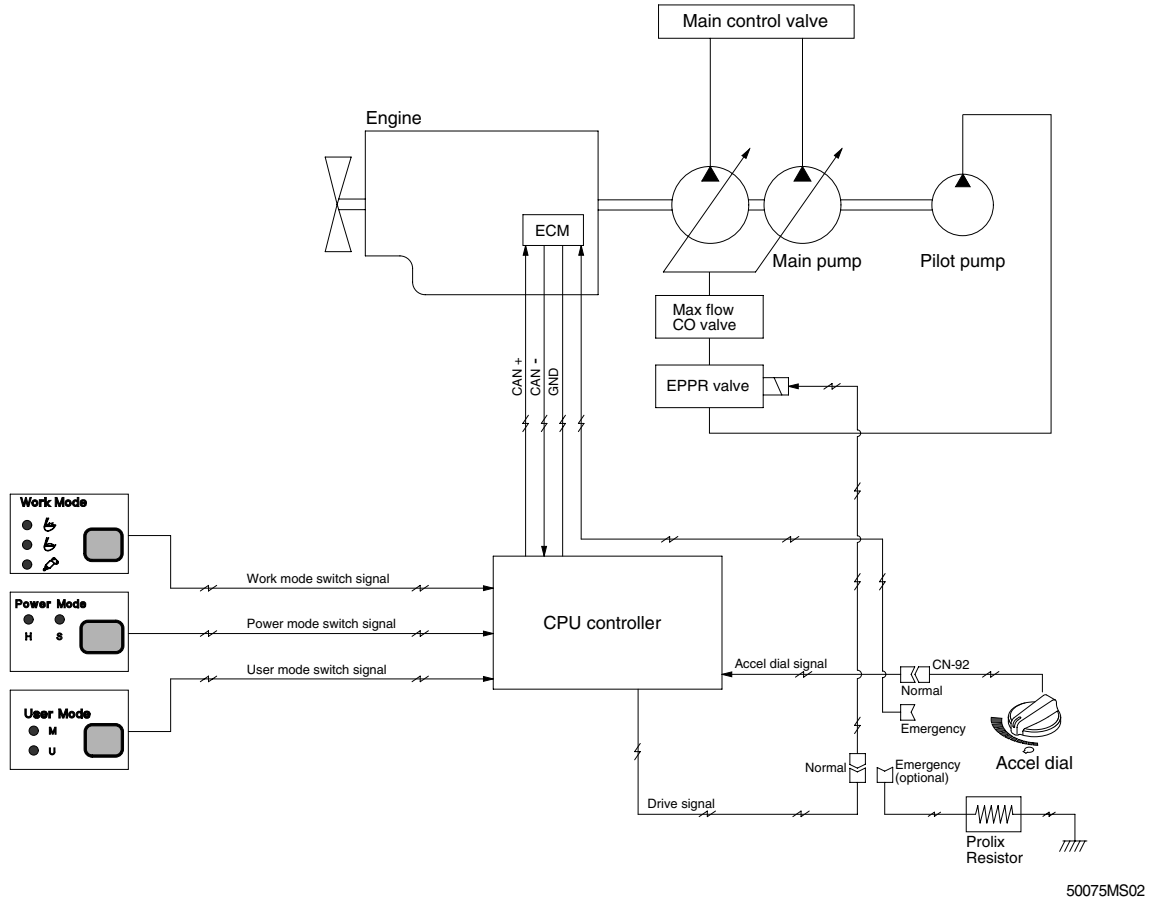 Main control valve
Engine
ECM
Main pump
Pilot pump
Max flow
CO valve
CAN +
CAN -
GND
EPPR valve
Work Mode
Work mode switch signal
Power Mode
H S
Power mode switch signal
CPU controller
User mode switch signal
User Mode
M
U
Accel dial signal
CN-92
Normal
Emergency
Accel dial
Normal
Emergency
(optional)
Drive signal
Prolix
Resistor
50075MS02